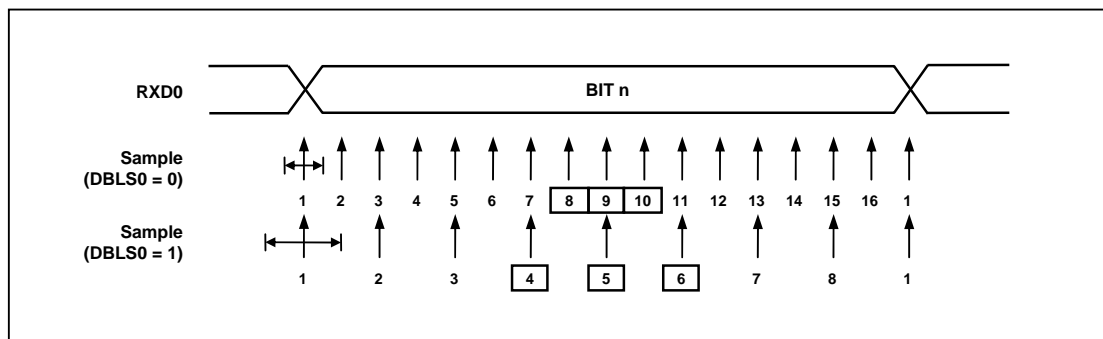 RXD0
BIT n
Sample
(DBLS0 = 0)
1 2 3 4 5 6 7 8 9 10 11 12 13 14 15 16 1
Sample
(DBLS0 = 1)
1 2 3 4 5 6 7 8 1